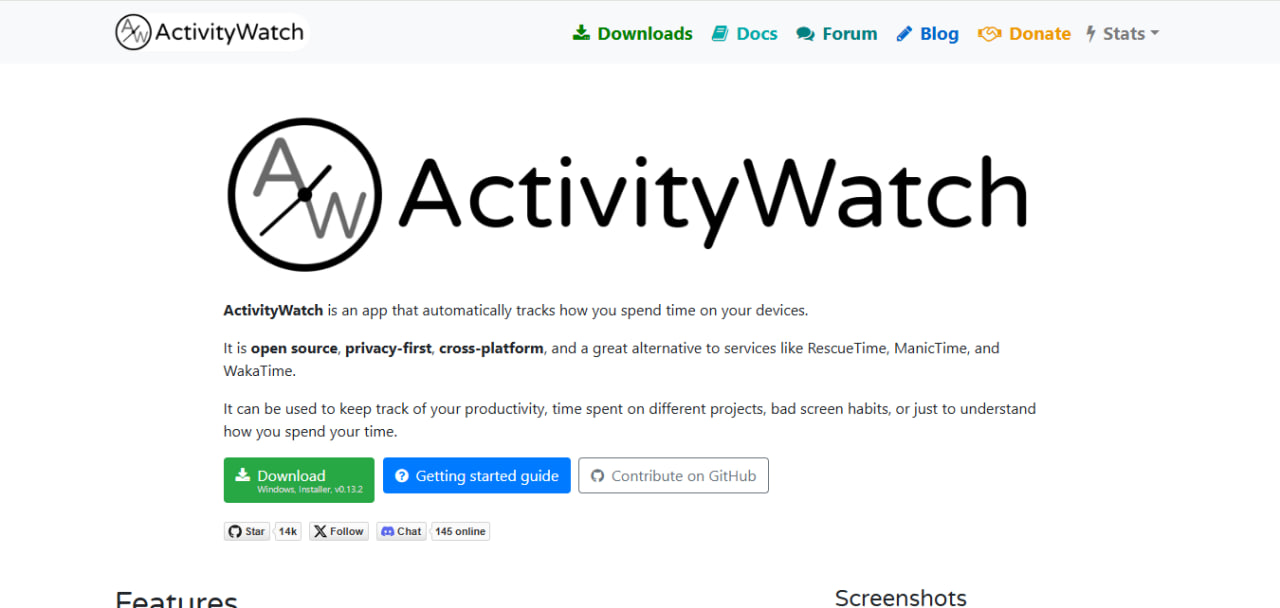 ActivityWatch
Downloads Docs Forum Blog Donate Stats
AW ActivityWatch
ActivityWatch is an app that automatically tracks how you spend time on your devices.
It is open source, privacy-first, cross-platform, and a great alternative to services like RescueTime, ManicTime, and
WakaTime.
It can be used to keep track of your productivity, time spent on different projects, bad screen habits, or just to understand
how you spend your time.
Download
Windows, Installer, v0.13.2
Getting started guide
Contribute on GitHub
Star 14k Follow Chat 145 online
Features
Screenshots